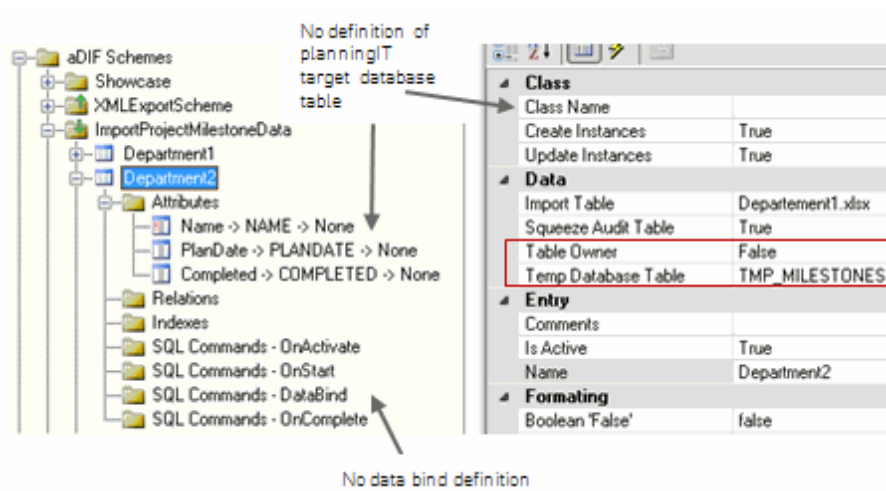 No definition of
planningIT
target database
table
aDIF Schemes
Showcase
XMLExportScheme
ImportProjectMilestoneData
Department1
Department2
Attributes
Name -> NAME -> None
PlanDate -> PLANDATE -> None
Completed -> COMPLETED -> None
Relations
Indexes
SQL Commands - OnActivate
SQL Commands - OnStart
SQL Commands - DataBind
SQL Commands - OnComplete
Class
Class Name
Create Instances True
Update Instances True
Data
Import Table Departement1.xlsx
Squeeze Audit Table True
Table Owner False
Temp Database Table TMP_MILESTONES
Entry
Comments
Is Active True
Name Department2
Formating
Boolean 'False' false
No data bind definition